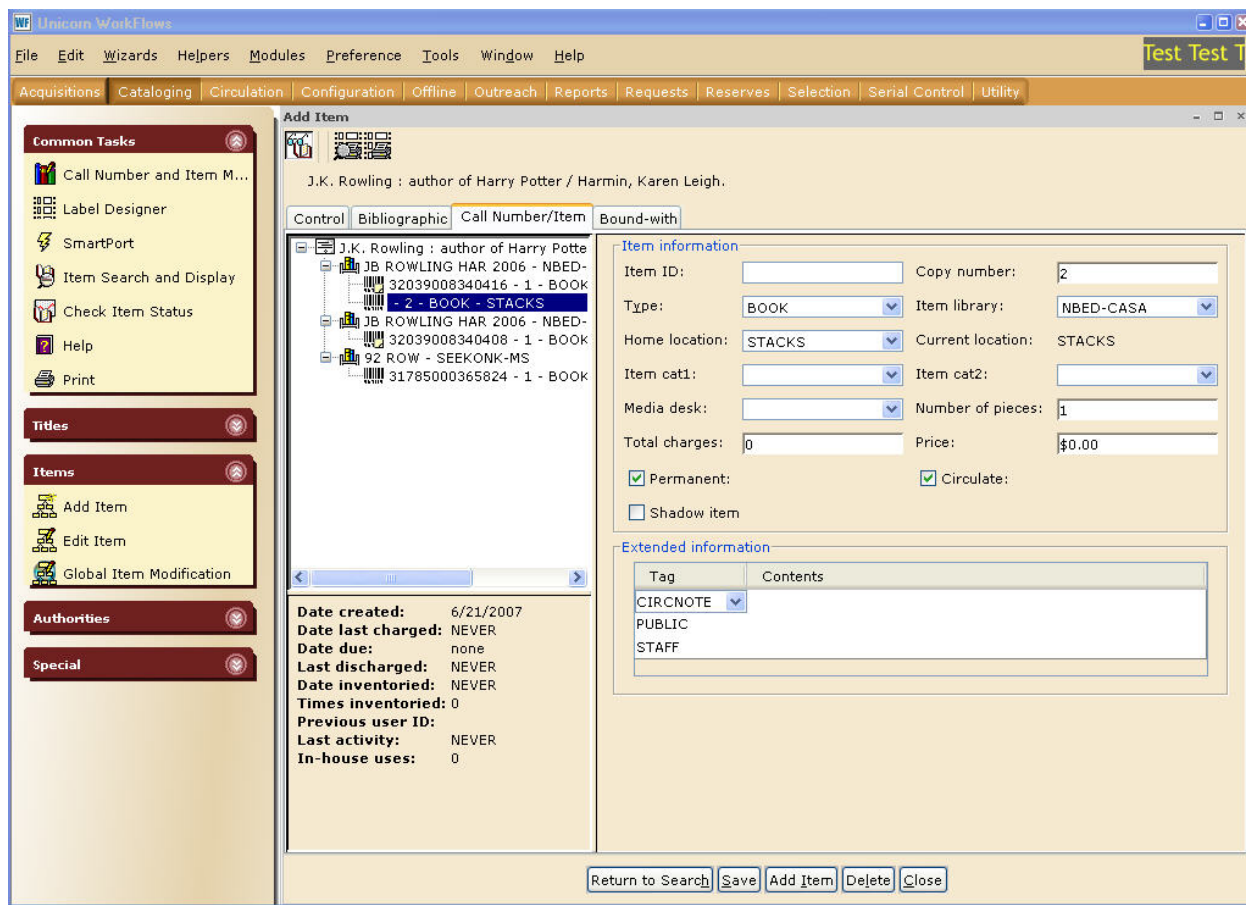 WF Unicorn WorkFlows
File Edit Wizards Helpers Modules Preference Tools Window Help
Test Test T
Acquisitions Cataloging Circulation Configuration Offline Outreach Reports Requests Reserves Selection Serial Control Utility
Common Tasks
Call Number and Item M...
Label Designer
SmartPort
Item Search and Display
Check Item Status
Help
Print
Titles
Items
Add Item
Edit Item
Global Item Modification
Authorities
Special
Add Item
J.K. Rowling : author of Harry Potter / Harmin, Karen Leigh.
Control Bibliographic Call Number/Item Bound-with
J.K. Rowling : author of Harry Potte
JB ROWLING HAR 2006 - NBED-
32039008340416 - 1 - BOOK
- 2 - BOOK - STACKS
JB ROWLING HAR 2006 - NBED-
32039008340408 - 1 - BOOK
92 ROW - SEEKONK-MS
31785000365824 - 1 - BOOK
Date created: 6/21/2007
Date last charged: NEVER
Date due: none
Last discharged: NEVER
Date inventoried: NEVER
Times inventoried: 0
Previous user ID:
Last activity: NEVER
In-house uses: 0
Item information
Item ID: Copy number: 2
Type: BOOK Item library: NBED-CASA
Home location: STACKS Current location: STACKS
Item cat1: Item cat2:
Media desk: Number of pieces: 1
Total charges: 0 Price: $0.00
Permanent: Circulate:
Shadow item
Extended information
Tag Contents
CIRCNOTE
PUBLIC
STAFF
Return to Search Save Add Item Delete Close